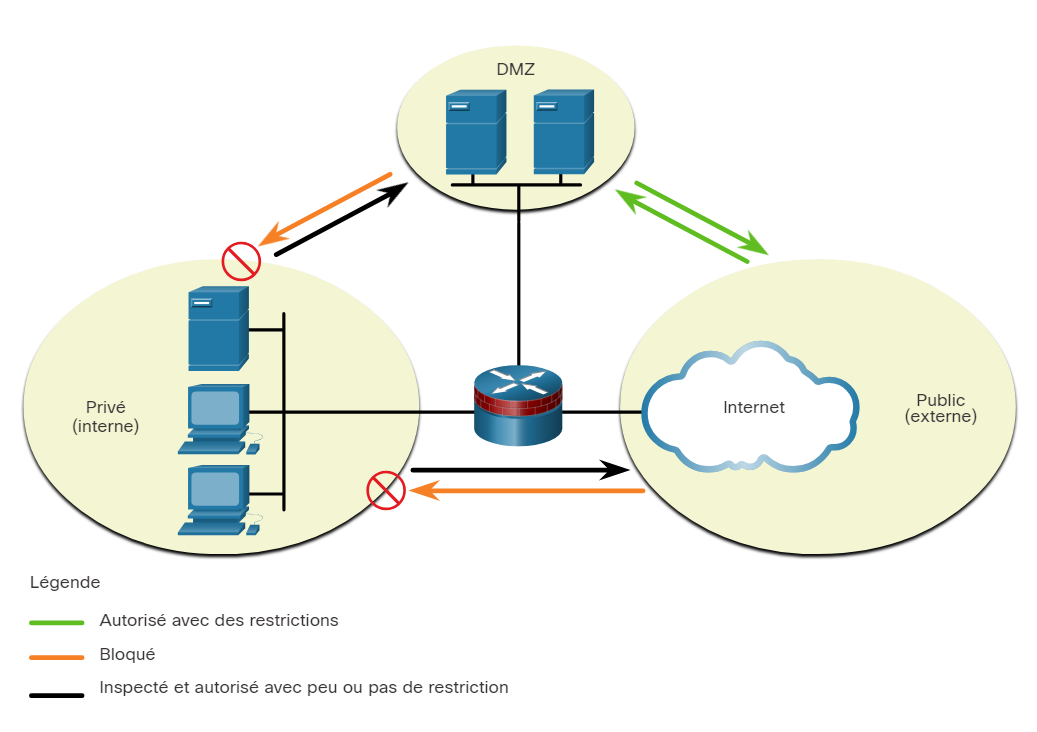 DMZ
Privé
(interne)
Internet
Public
(externe)
Légende
Autorisé avec des restrictions
Bloqué
Inspecté et autorisé avec peu ou pas de restriction